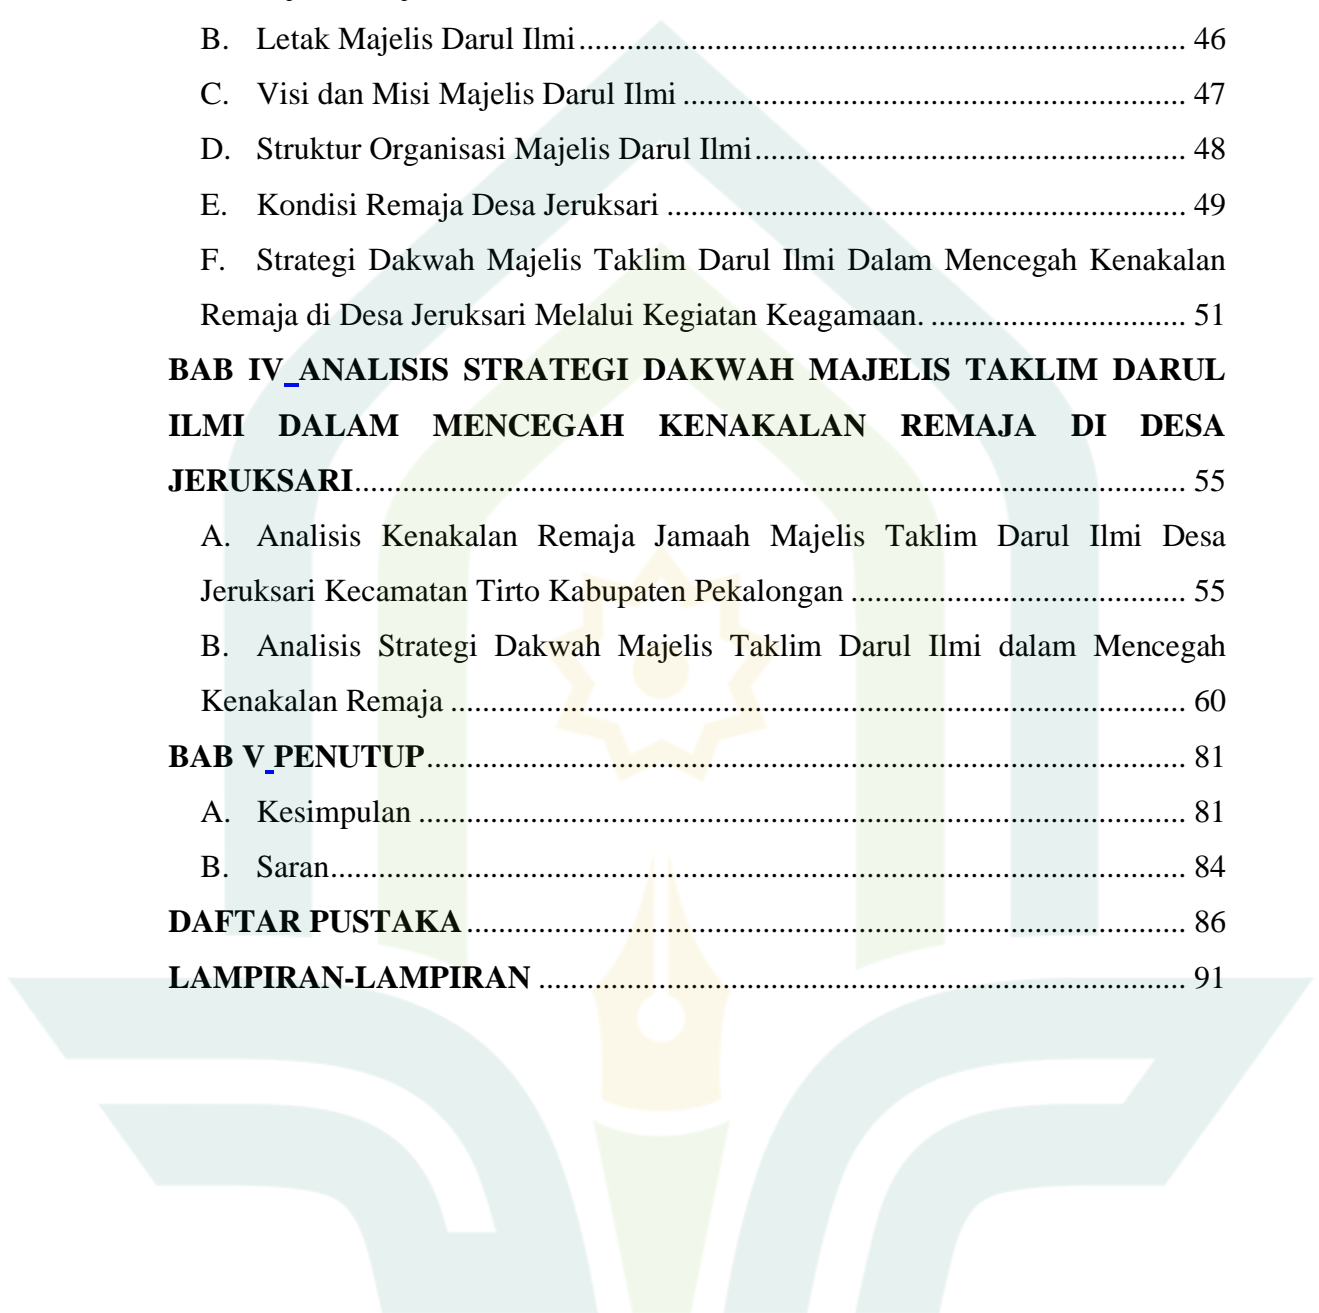 B. Letak Majelis Darul Ilmi.............................................................................. 46
C. Visi dan Misi Majelis Darul Ilmi ................................................................ 47
D. Struktur Organisasi Majelis Darul Ilmi....................................................... 48
E. Kondisi Remaja Desa Jeruksari .................................................................. 49
F. Strategi Dakwah Majelis Taklim Darul Ilmi Dalam Mencegah Kenakalan
Remaja di Desa Jeruksari Melalui Kegiatan Keagamaan. ................................. 51
BAB IV ANALISIS STRATEGI DAKWAH MAJELIS TAKLIM DARUL
ILMI DALAM MENCEGAH KENAKALAN REMAJA DI DESA
JERUKSARI.......................................................................................................... 55
A. Analisis Kenakalan Remaja Jamaah Majelis Taklim Darul Ilmi Desa
Jeruksari Kecamatan Tirto Kabupaten Pekalongan ........................................... 55
B. Analisis Strategi Dakwah Majelis Taklim Darul Ilmi dalam Mencegah
Kenakalan Remaja .............................................................................................. 60
BAB V PENUTUP................................................................................................. 81
A. Kesimpulan .................................................................................................. 81
B. Saran............................................................................................................. 84
DAFTAR PUSTAKA ............................................................................................ 86
LAMPIRAN-LAMPIRAN ................................................................................... 91